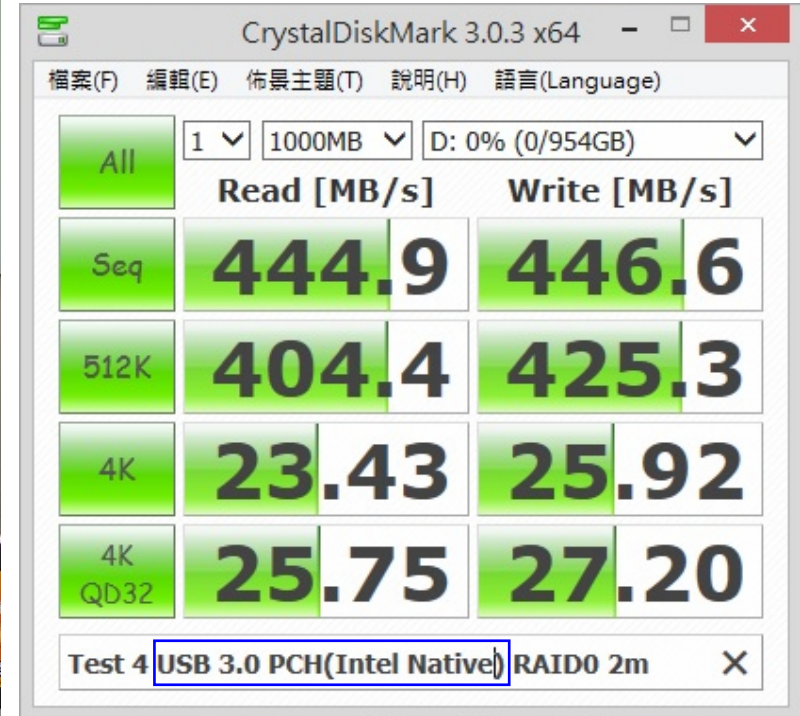 CrystalDiskMark 3.0.3 x64
檔案(F) 編輯(E) 佈景主題(T) 說明(H) 語言(Language)
All 1 1000MB D: 0% (0/954GB)
Read [MB/s] Write [MB/s]
Seq 444.9 446.6
512K 404.4 425.3
4K 23.43 25.92
4K
QD32 25.75 27.20
Test 4 USB 3.0 PCH(Intel Native) RAID0 2m